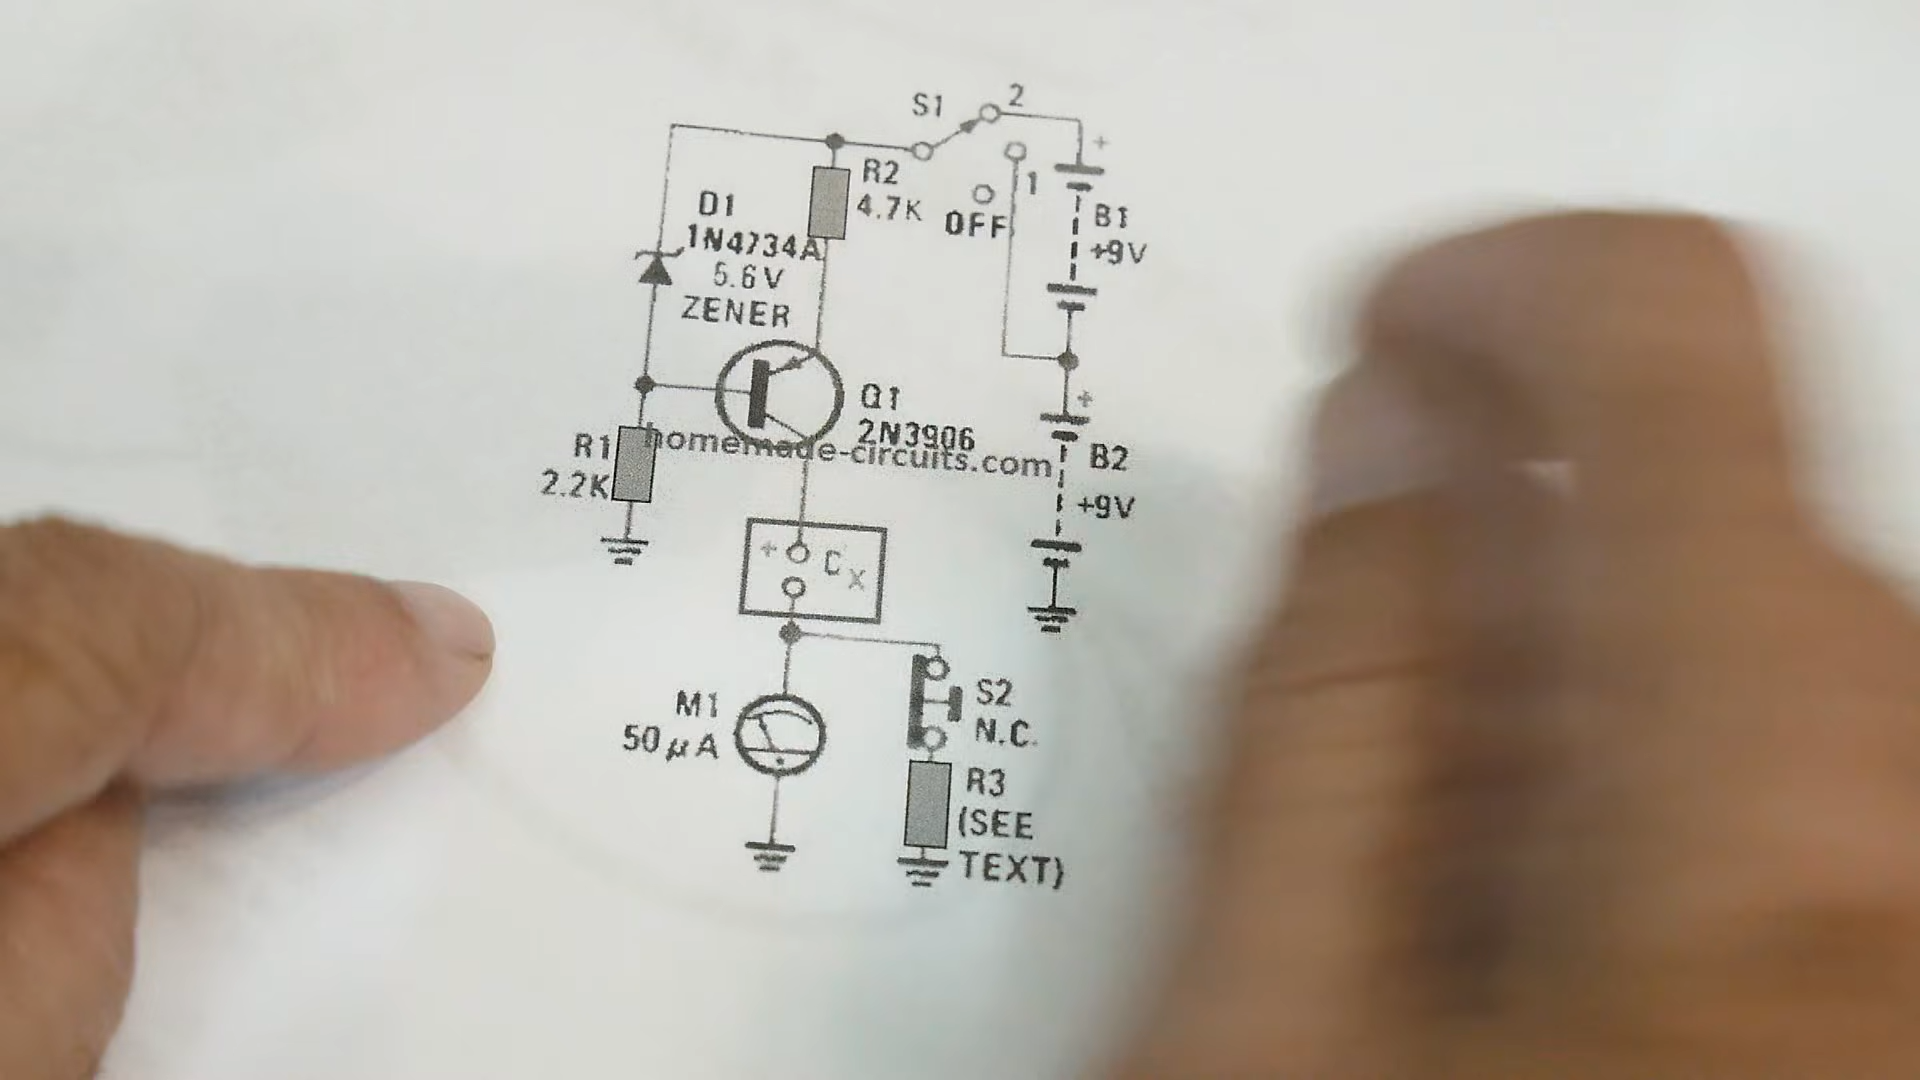 S1
2
+
R2
4.7K
1
OFF
B1
+9V
D1
1N4734A
5.6V
ZENER
Q1
2N3906
homemade-circuits.com
+
B2
+9V
R1
2.2K
+
Cx
M1
50μA
S2
N.C.
R3
(SEE
TEXT)